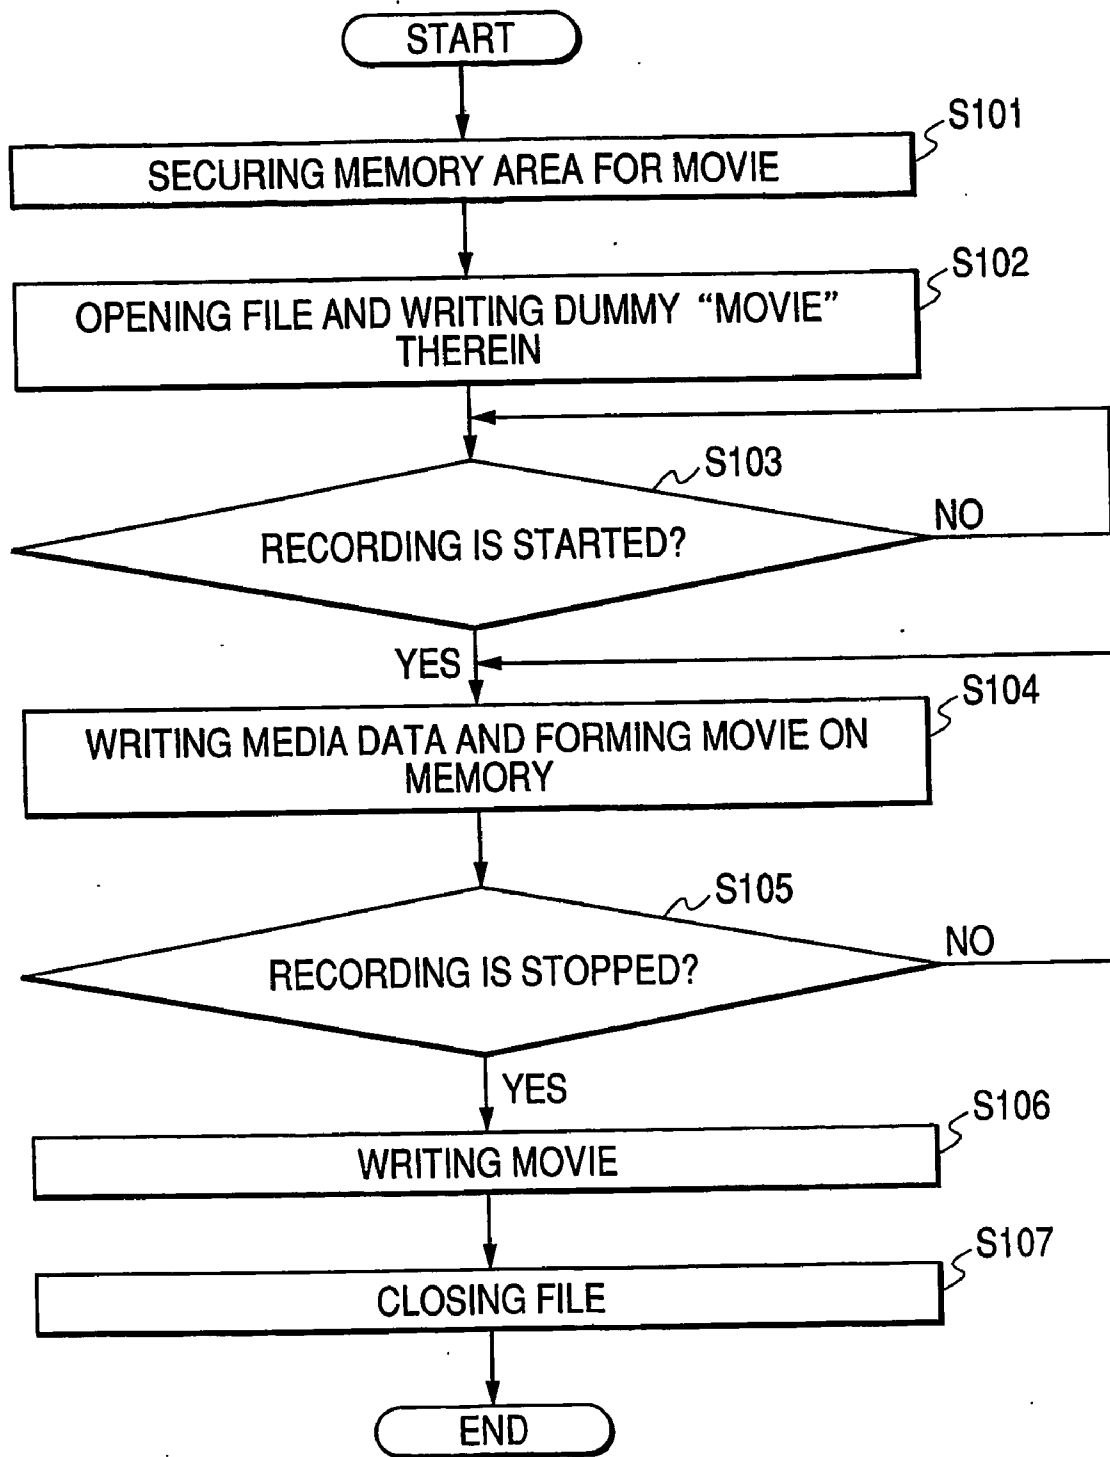 START
S101
SECURING MEMORY AREA FOR MOVIE
S102
OPENING FILE AND WRITING DUMMY “MOVIE”
THEREIN
S103
RECORDING IS STARTED?
NO
YES
S104
WRITING MEDIA DATA AND FORMING MOVIE ON
MEMORY
S105
RECORDING IS STOPPED?
NO
YES
S106
WRITING MOVIE
S107
CLOSING FILE
END